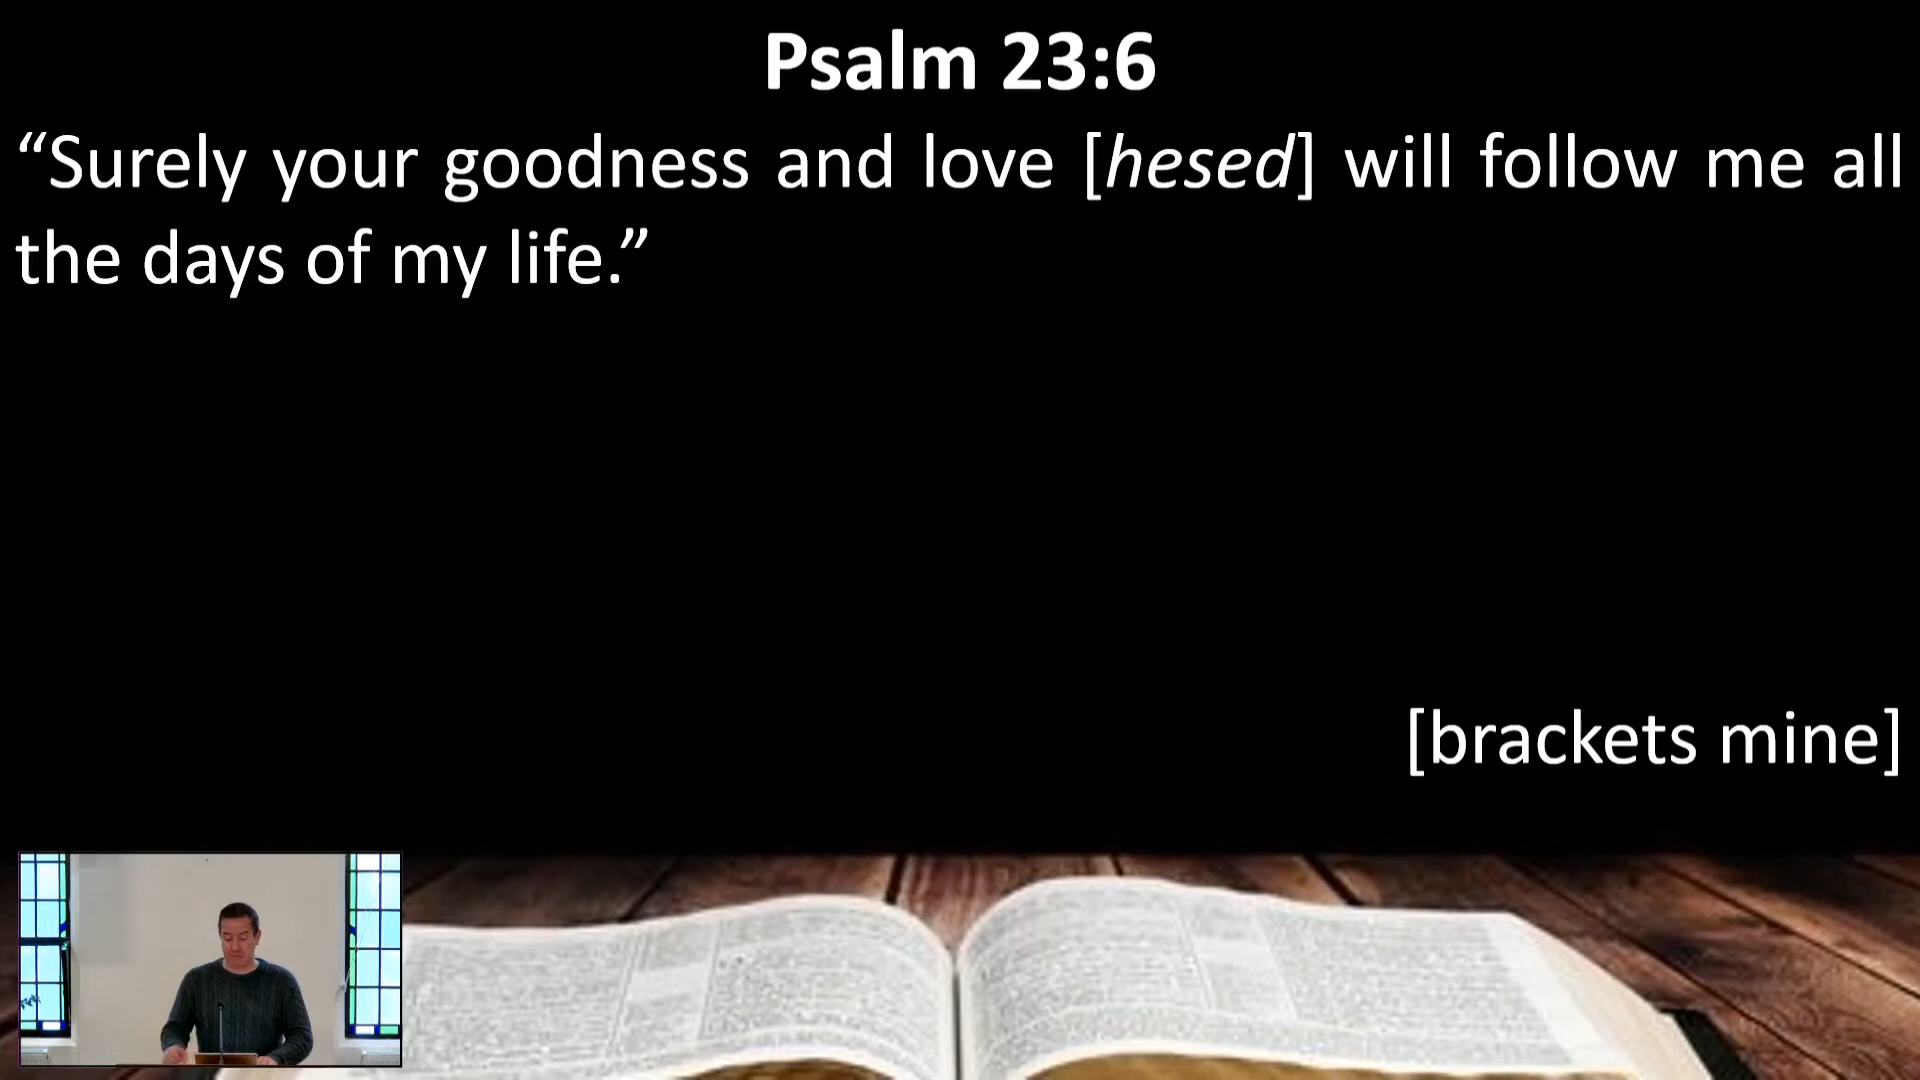 Psalm 23:6
“Surely your goodness and love [hesed] will follow me all
the days of my life.”
[brackets mine]